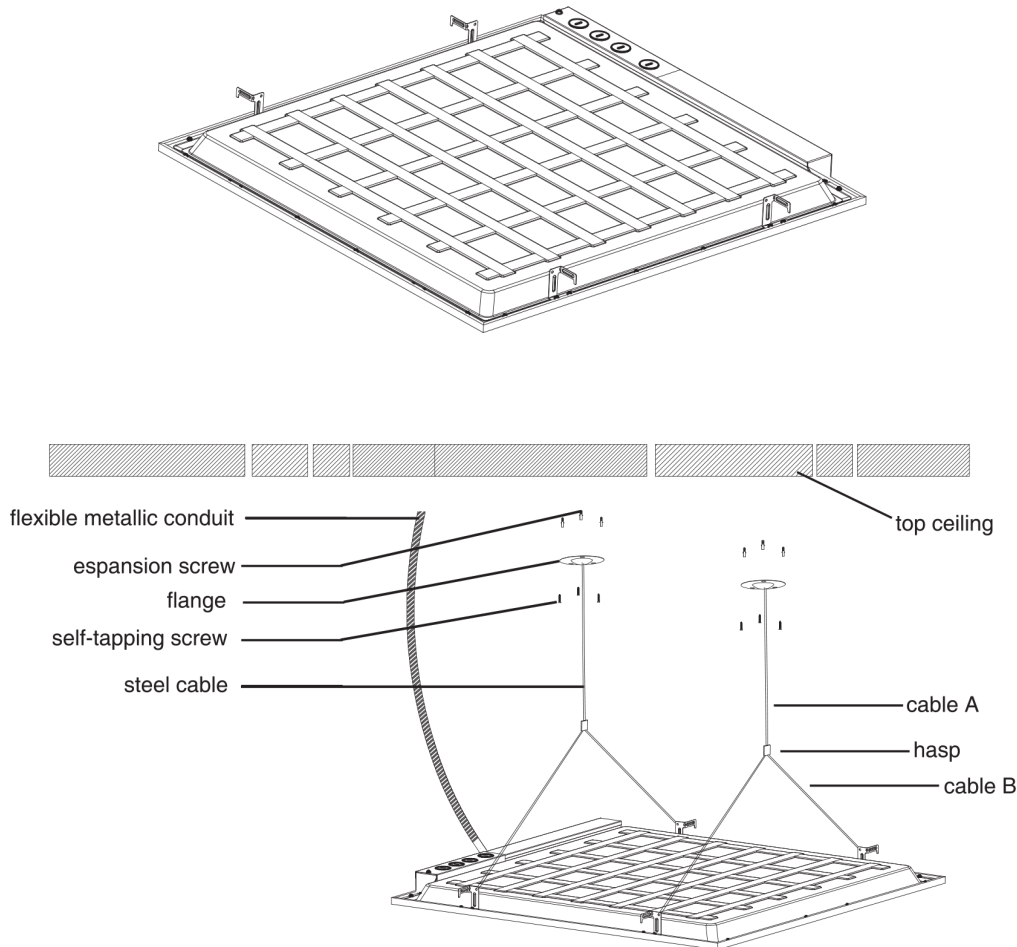 flexible metallic conduit
top ceiling
espansion screw
flange
self-tapping screw
steel cable
cable A
hasp
cable B